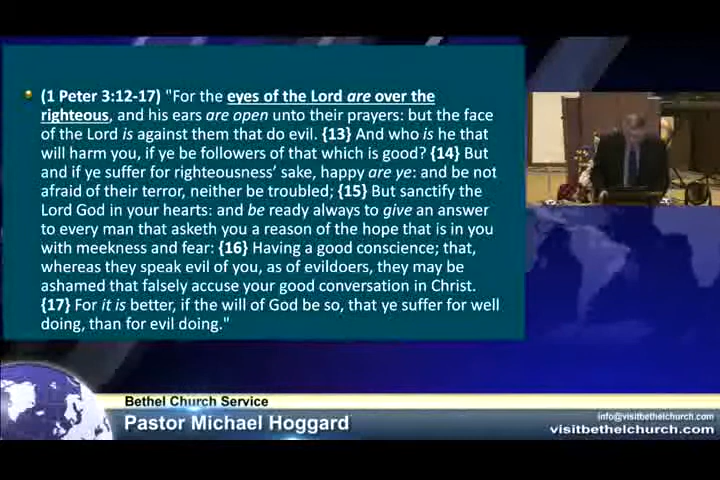 (1 Peter 3:12-17) "For the eyes of the Lord are over the
righteous, and his ears are open unto their prayers: but the face
of the Lord is against them that do evil. {13} And who is he that
will harm you, if ye be followers of that which is good? {14} But
and if ye suffer for righteousness' sake, happy are ye: and be not
afraid of their terror, neither be troubled; {15} But sanctify the
Lord God in your hearts: and be ready always to give an answer
to every man that asketh you a reason of the hope that is in you
with meekness and fear: {16} Having a good conscience; that,
whereas they speak evil of you, as of evildoers, they may be
ashamed that falsely accuse your good conversation in Christ.
{17} For it is better, if the will of God be so, that ye suffer for well
doing, than for evil doing."
Bethel Church Service
Pastor Michael Hoggard
info@visitbethelchurch.com
visitbethelchurch.com